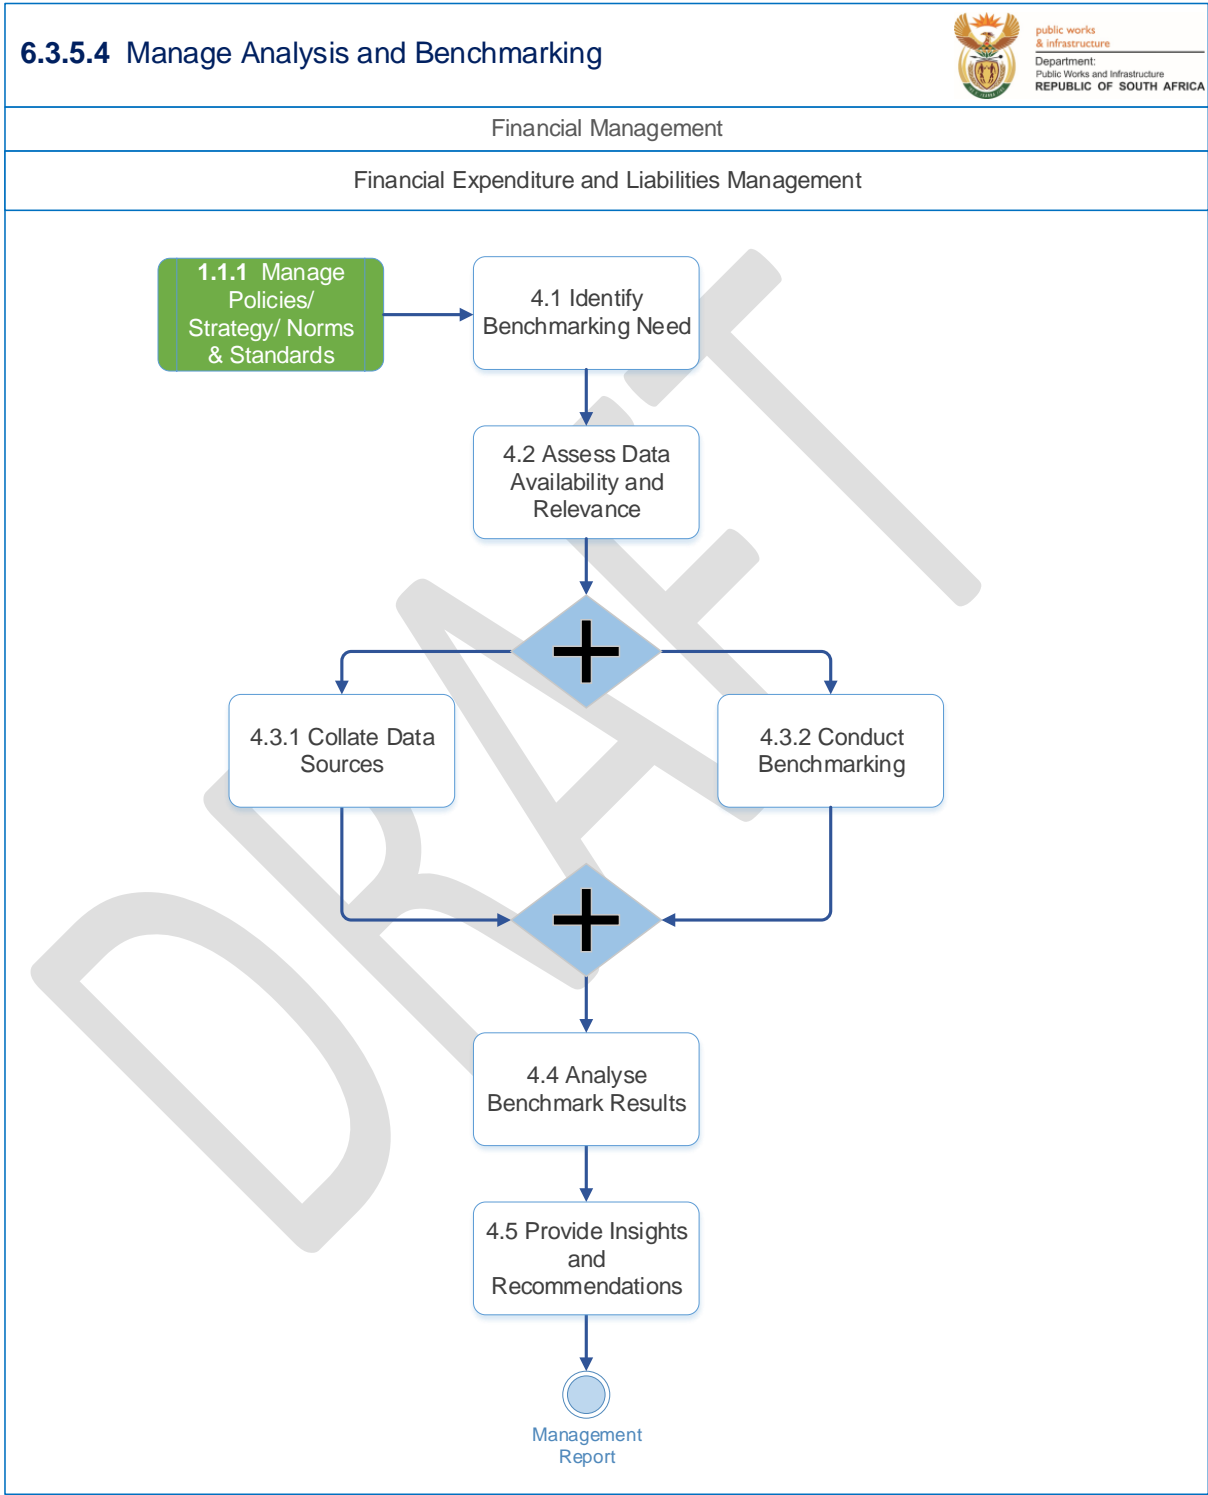 6.3.5.4 Manage Analysis and Benchmarking
public works
& infrastructure
Department:
Public Works and Infrastructure
REPUBLIC OF SOUTH AFRICA
Financial Management
Financial Expenditure and Liabilities Management
1.1.1 Manage
Policies/
Strategy/ Norms
& Standards
4.1 Identify
Benchmarking Need
4.2 Assess Data
Availability and
Relevance
4.3.1 Collate Data
Sources
4.3.2 Conduct
Benchmarking
4.4 Analyse
Benchmark Results
4.5 Provide Insights
and
Recommendations
Management
Report
DRAFT